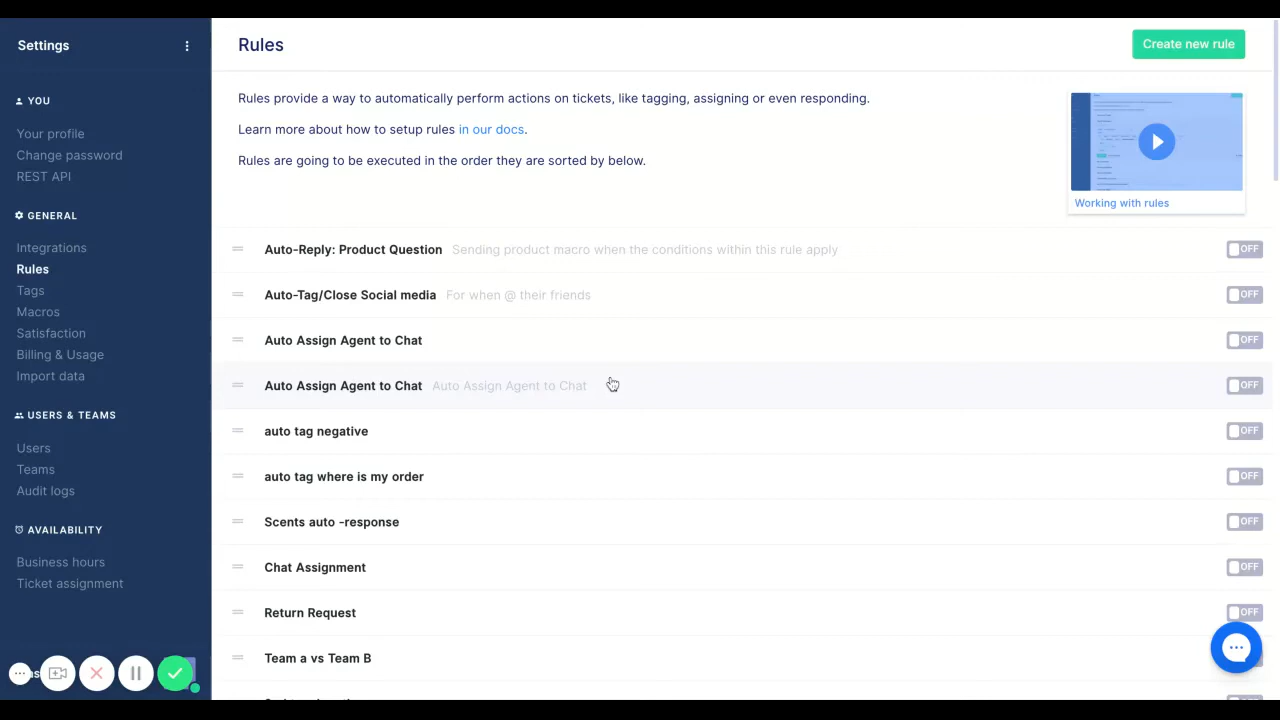 Settings
YOU
Your profile
Change password
REST API
GENERAL
Integrations
Rules
Tags
Macros
Satisfaction
Billing & Usage
Import data
USERS & TEAMS
Users
Teams
Audit logs
AVAILABILITY
Business hours
Ticket assignment
Rules
Create new rule
Rules provide a way to automatically perform actions on tickets, like tagging, assigning or even responding.
Learn more about how to setup rules in our docs.
Rules are going to be executed in the order they are sorted by below.
Working with rules
Auto-Reply: Product Question Sending product macro when the conditions within this rule apply OFF
Auto-Tag/Close Social media For when @ their friends OFF
Auto Assign Agent to Chat OFF
Auto Assign Agent to Chat Auto Assign Agent to Chat OFF
auto tag negative OFF
auto tag where is my order OFF
Scents auto -response OFF
Chat Assignment OFF
Return Request OFF
Team a vs Team B